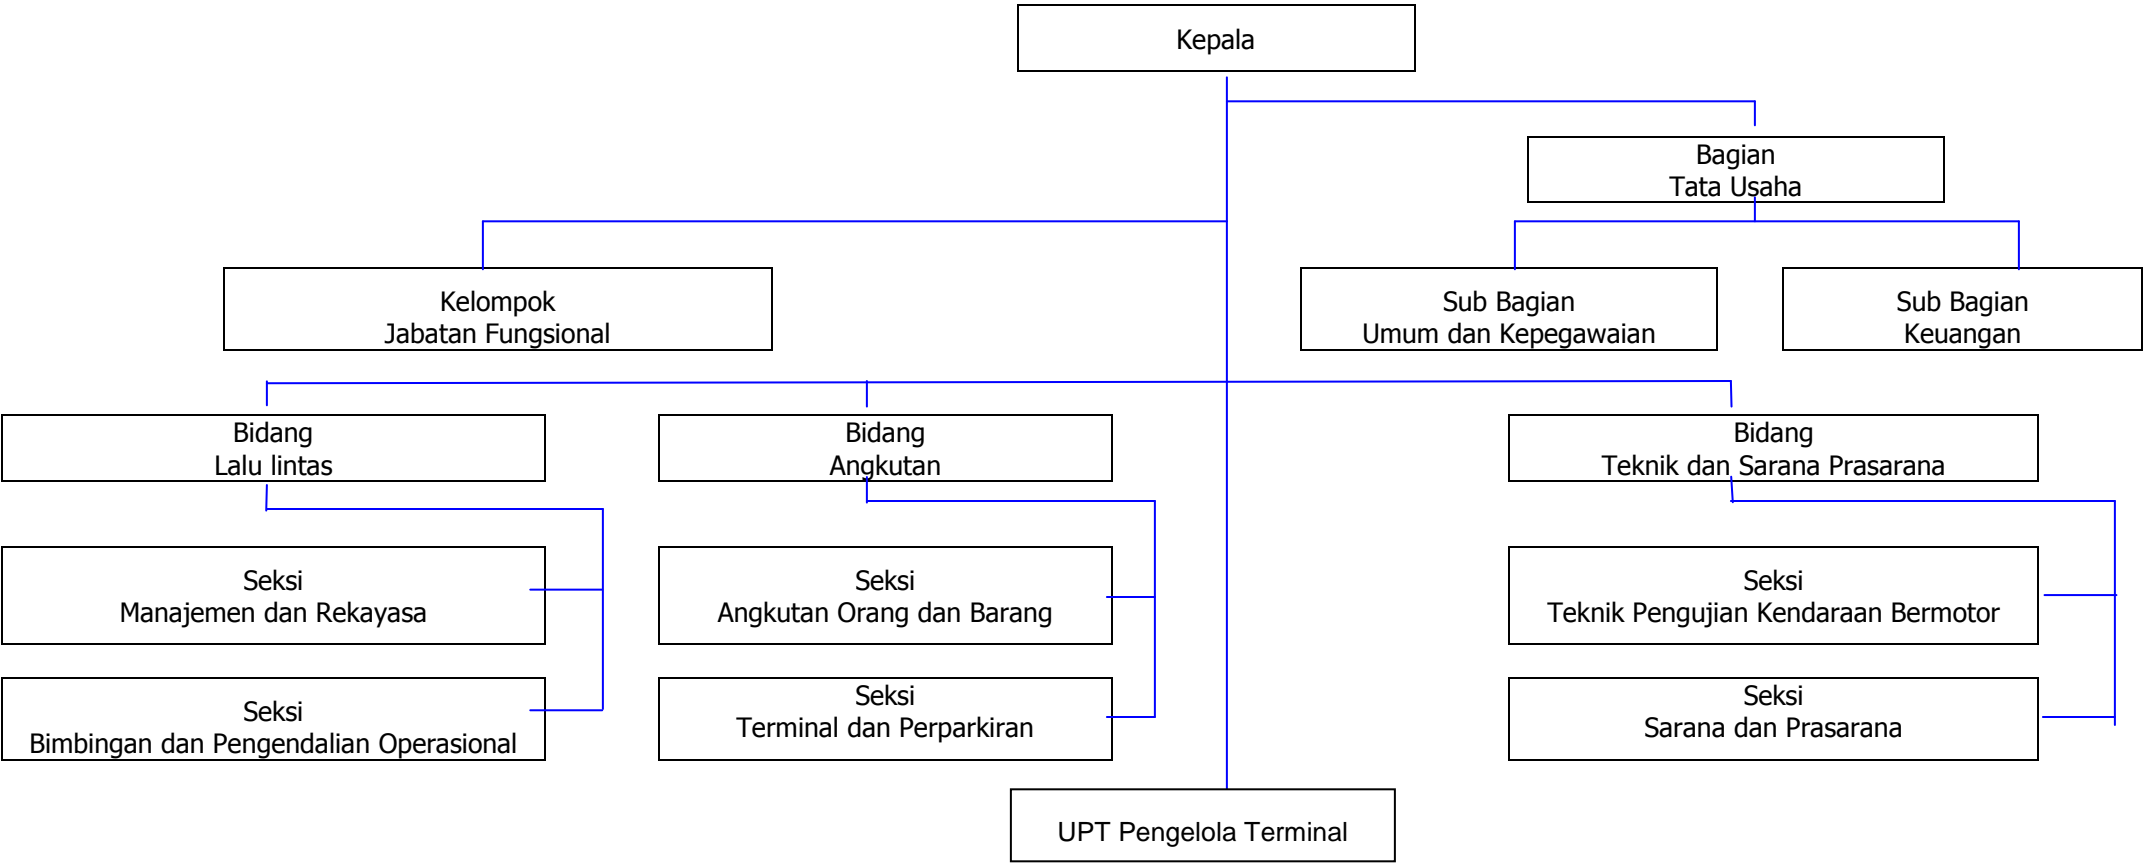 Kepala
Bagian
Tata Usaha
Kelompok
Jabatan Fungsional
Sub Bagian
Umum dan Kepegawaian
Sub Bagian
Keuangan
Bidang
Lalu lintas
Bidang
Angkutan
Bidang
Teknik dan Sarana Prasarana
Seksi
Manajemen dan Rekayasa
Seksi
Angkutan Orang dan Barang
Seksi
Teknik Pengujian Kendaraan Bermotor
Seksi
Bimbingan dan Pengendalian Operasional
Seksi
Terminal dan Perparkiran
Seksi
Sarana dan Prasarana
UPT Pengelola Terminal